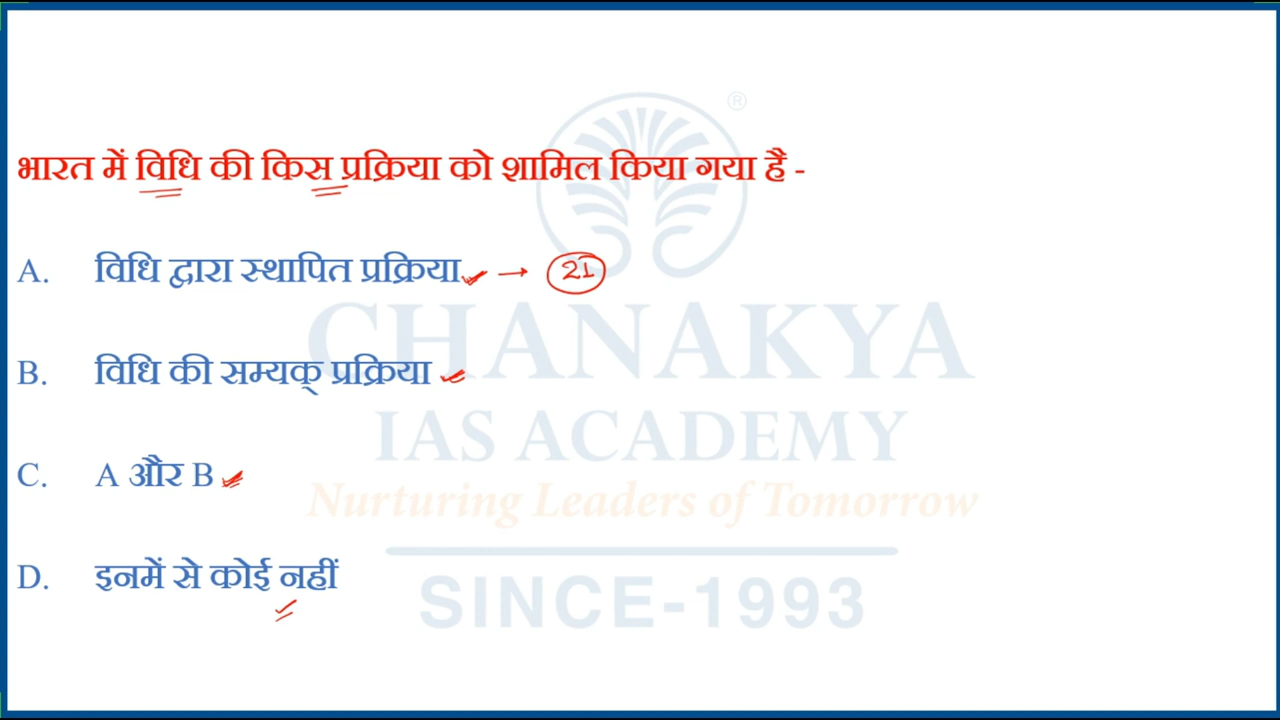 भारत में विधि की किस प्रक्रिया को शामिल किया गया है -
A. विधि द्वारा स्थापित प्रक्रिया → 21
B. विधि की सम्यक् प्रक्रिया
C. A और B
D. इनमें से कोई नहीं
®
CHANAKYA
IAS ACADEMY
Nurturing Leaders of Tomorrow
SINCE-1993